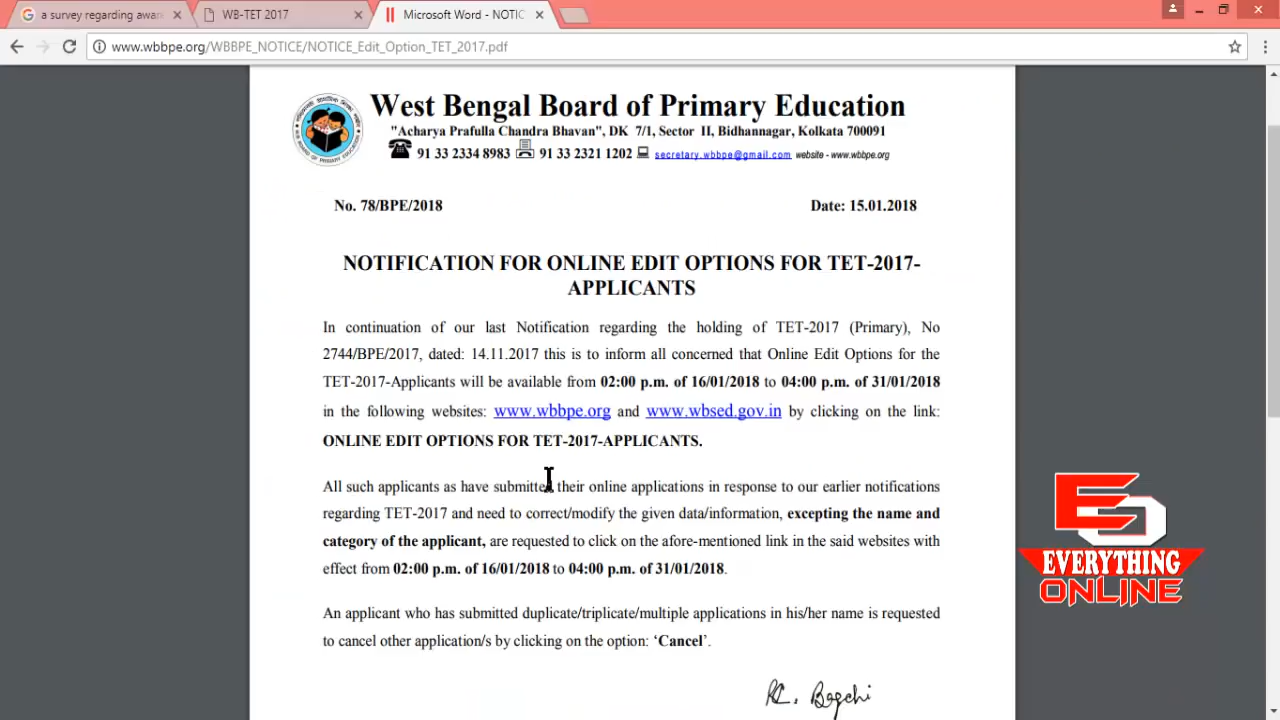 a survey regarding awar
WB-TET 2017
Microsoft Word - NOTIC
www.wbbpe.org/WBBPE_NOTICE/NOTICE_Edit_Option_TET_2017.pdf
West Bengal Board of Primary Education
"Acharya Prafulla Chandra Bhavan", DK 7/1, Sector II, Bidhannagar, Kolkata 700091
91 33 2334 8983 91 33 2321 1202 secretary.wbbpe@gmail.com website - www.wbbpe.org
No. 78/BPE/2018 Date: 15.01.2018
NOTIFICATION FOR ONLINE EDIT OPTIONS FOR TET-2017-
APPLICANTS
In continuation of our last Notification regarding the holding of TET-2017 (Primary), No
2744/BPE/2017, dated: 14.11.2017 this is to inform all concerned that Online Edit Options for the
TET-2017-Applicants will be available from 02:00 p.m. of 16/01/2018 to 04:00 p.m. of 31/01/2018
in the following websites: www.wbbpe.org and www.wbsed.gov.in by clicking on the link:
ONLINE EDIT OPTIONS FOR TET-2017-APPLICANTS.
All such applicants as have submitted their online applications in response to our earlier notifications
regarding TET-2017 and need to correct/modify the given data/information, excepting the name and
category of the applicant, are requested to click on the afore-mentioned link in the said websites with
effect from 02:00 p.m. of 16/01/2018 to 04:00 p.m. of 31/01/2018.
An applicant who has submitted duplicate/triplicate/multiple applications in his/her name is requested
to cancel other application/s by clicking on the option: ‘Cancel’.
R.C. Bagchi
EO
EVERYTHING
ONLINE